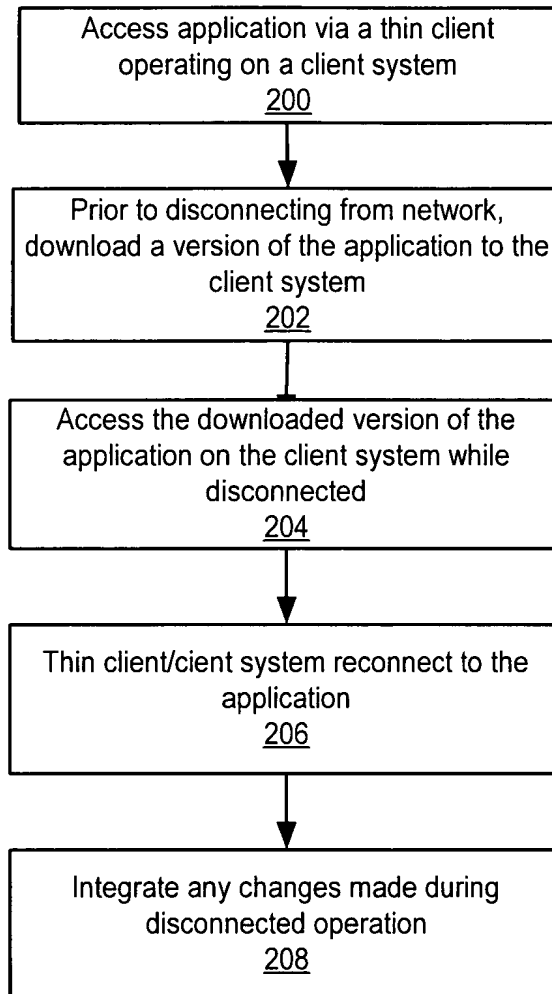 Access application via a thin client
operating on a client system
200
Prior to disconnecting from network,
download a version of the application to the
client system
202
Access the downloaded version of the
application on the client system while
disconnected
204
Thin client/cient system reconnect to the
application
206
Integrate any changes made during
disconnected operation
208